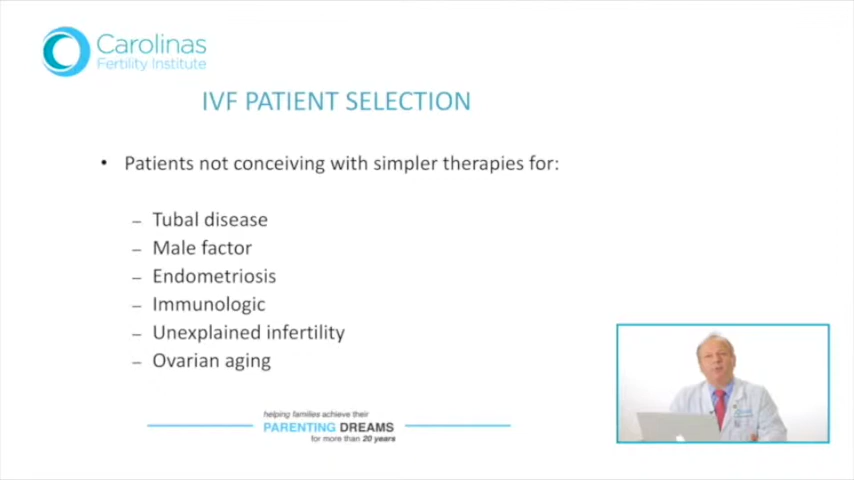 Carolinas
Fertility Institute
IVF PATIENT SELECTION
• Patients not conceiving with simpler therapies for:
– Tubal disease
– Male factor
– Endometriosis
– Immunologic
– Unexplained infertility
– Ovarian aging
helping families achieve their
PARENTING DREAMS
for more than 20 years